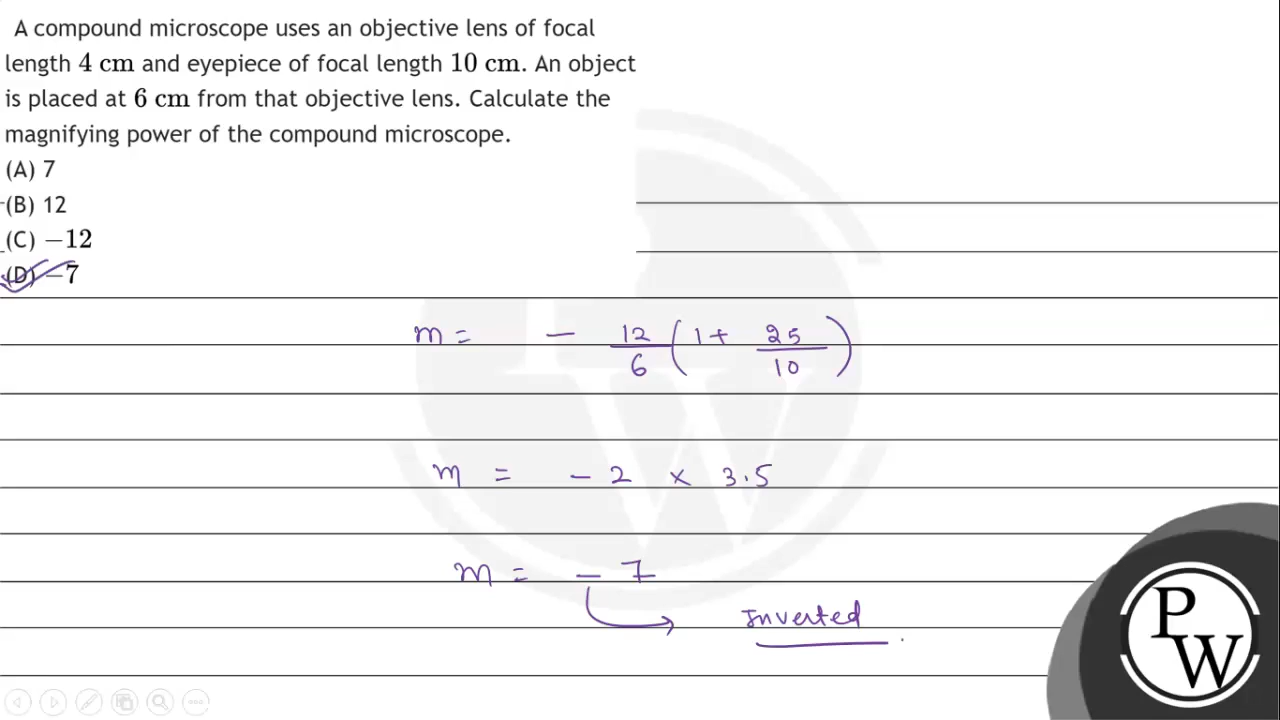 A compound microscope uses an objective lens of focal
length 4 cm and eyepiece of focal length 10 cm. An object
is placed at 6 cm from that objective lens. Calculate the
magnifying power of the compound microscope.
(A) 7
(B) 12
(C) −12
(D) −7
m = − 12/6 (1 + 25/10)
m = − 2 × 3.5
m = − 7
Inverted
PW